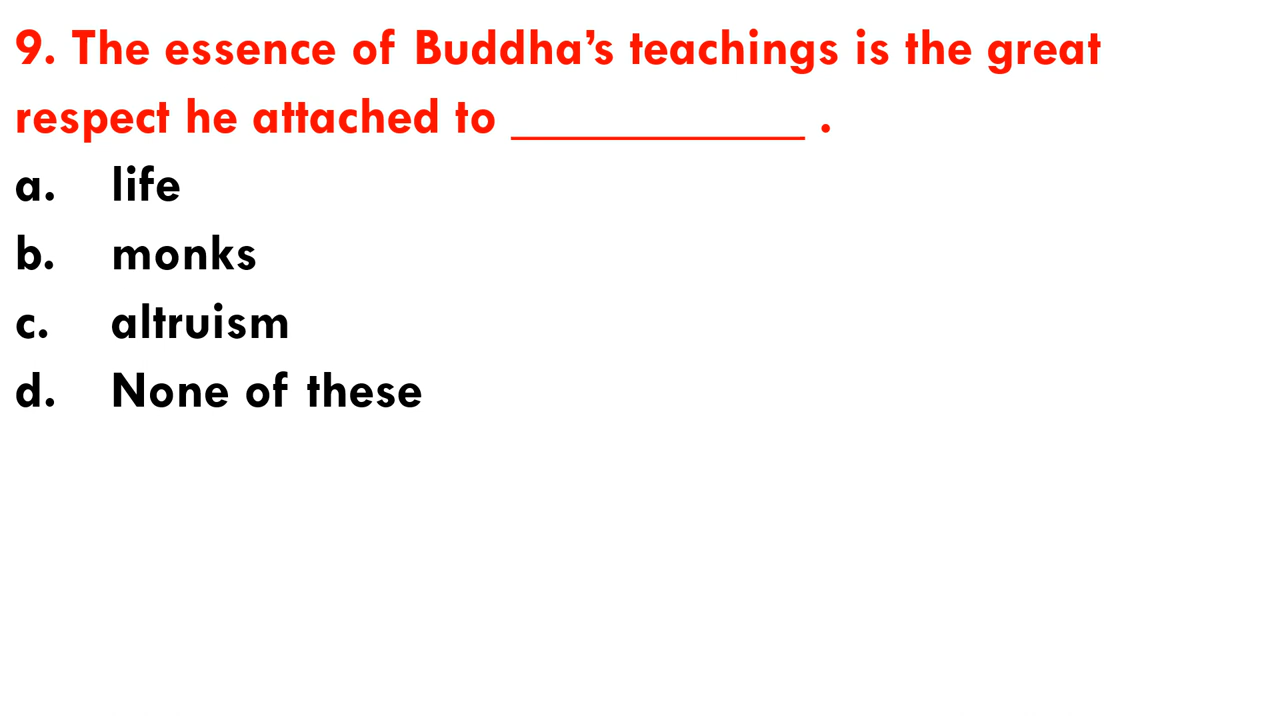 9. The essence of Buddha’s teachings is the great
respect he attached to ____________ .
a. life
b. monks
c. altruism
d. None of these